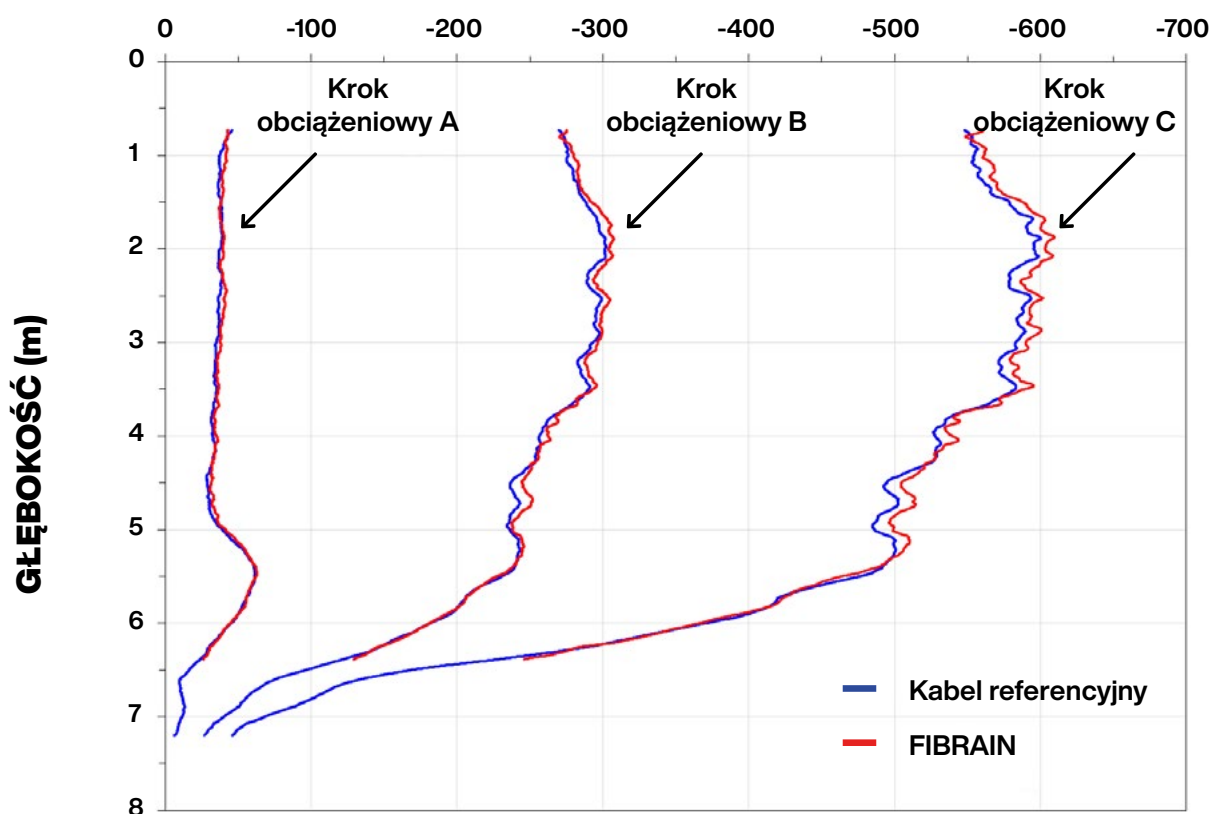 0 -100 -200 -300 -400 -500 -600 -700
0
Krok
obciążeniowy A
Krok
obciążeniowy B
Krok
obciążeniowy C
1
2
3
4
5
6
7
8
GŁĘBOKOŚĆ (m)
Kabel referencyjny
FIBRAIN